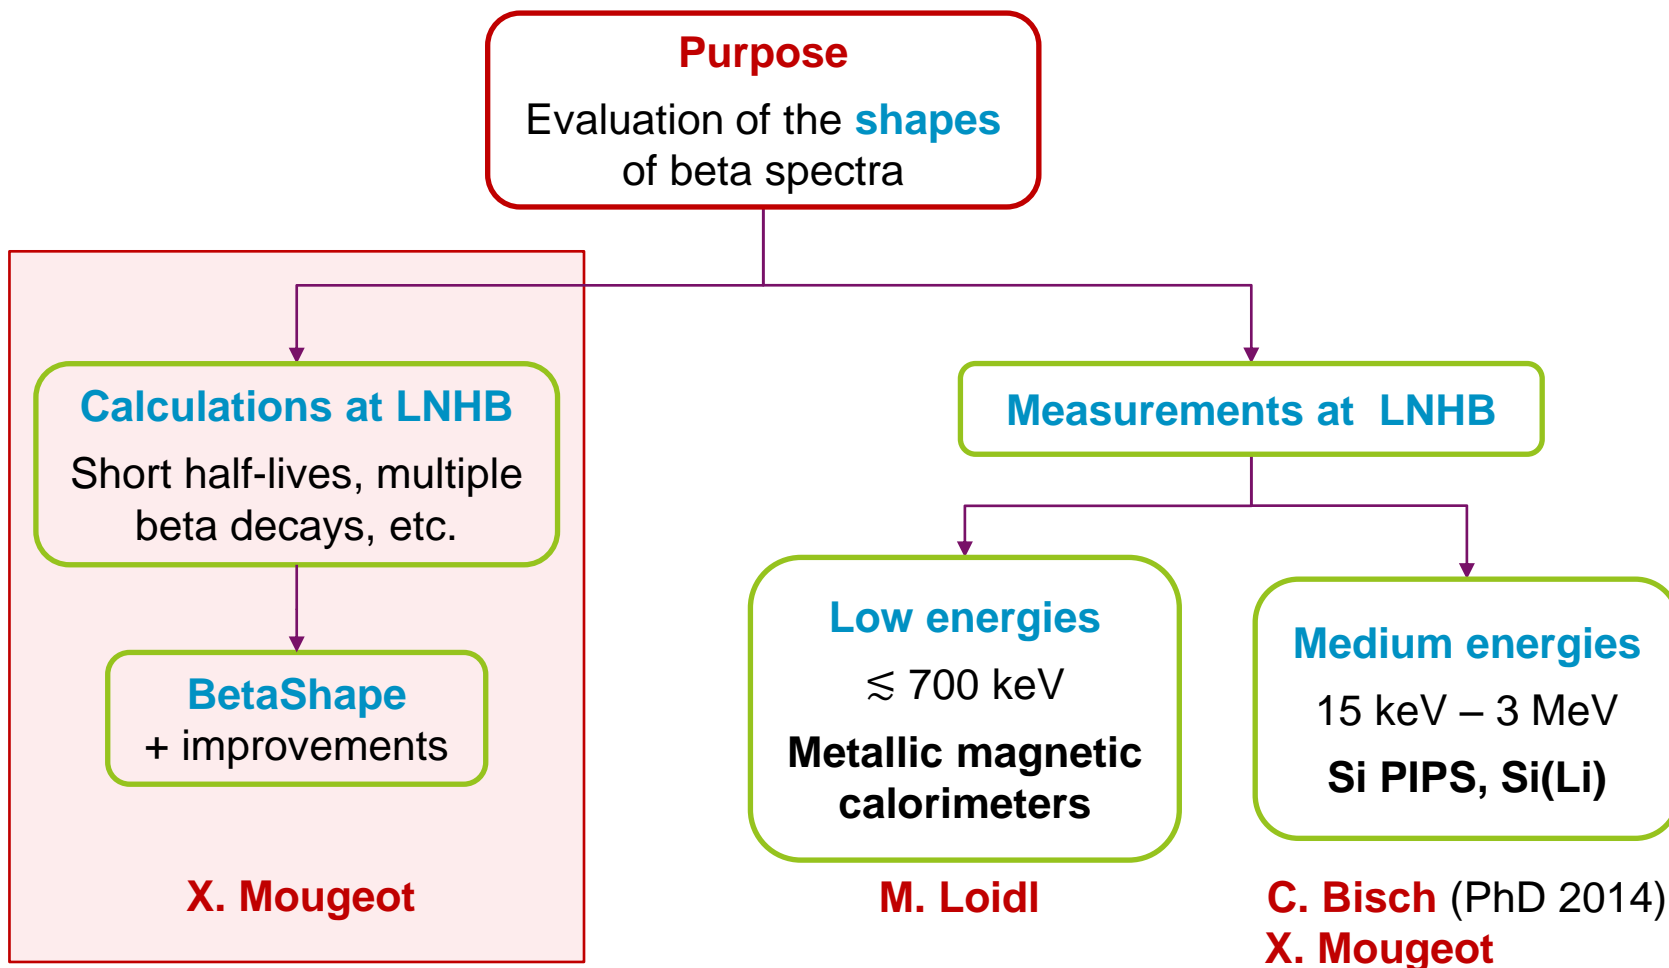 Purpose
Evaluation of the shapes
of beta spectra
Calculations at LNHB
Short half-lives, multiple
beta decays, etc.
BetaShape
+ improvements
X. Mougeot
Measurements at LNHB
Low energies
≲ 700 keV
Metallic magnetic
calorimeters
M. Loidl
Medium energies
15 keV – 3 MeV
Si PIPS, Si(Li)
C. Bisch (PhD 2014)
X. Mougeot